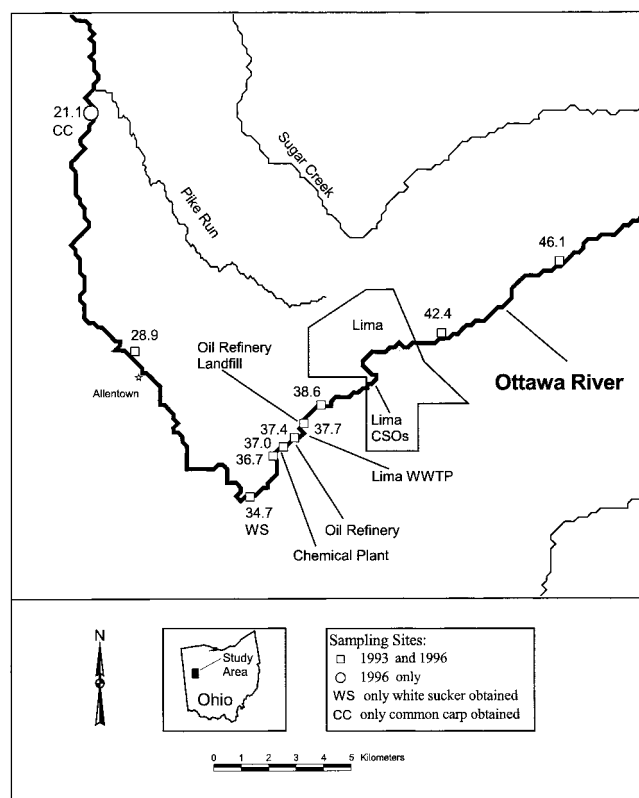 21.1
CC
Sugar Creek
Pike Run
46.1
42.4
Lima
28.9
Oil Refinery
Landfill
Ottawa River
Allentown
38.6
Lima
CSOs
37.4
37.7
37.0
36.7
Lima WWTP
34.7
WS
Oil Refinery
Chemical Plant
N
Study
Area
Ohio
Sampling Sites:
1993 and 1996
1996 only
WS only white sucker obtained
CC only common carp obtained
0 1 2 3 4 5 Kilometers